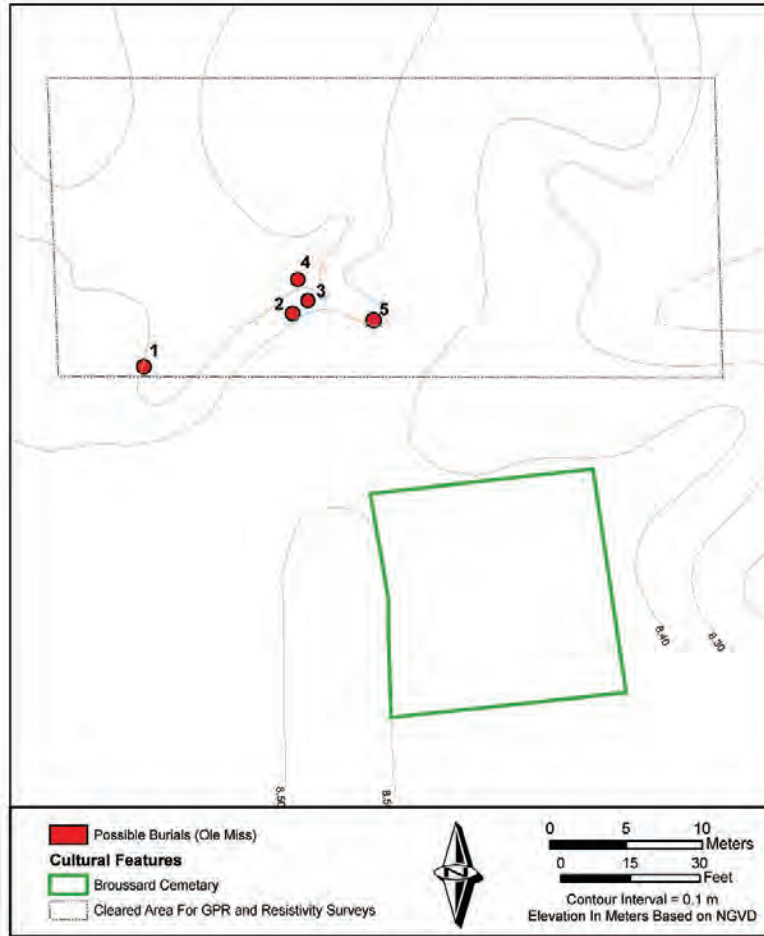 4
3
2
5
1
8.40
8.30
8.50
8.5
Possible Burials (Ole Miss)
Cultural Features
Broussard Cemetary
Cleared Area For GPR and Resistivity Surveys
N
0 5 10
Meters
0 15 30
Feet
Contour Interval = 0.1 m
Elevation In Meters Based on NGVD